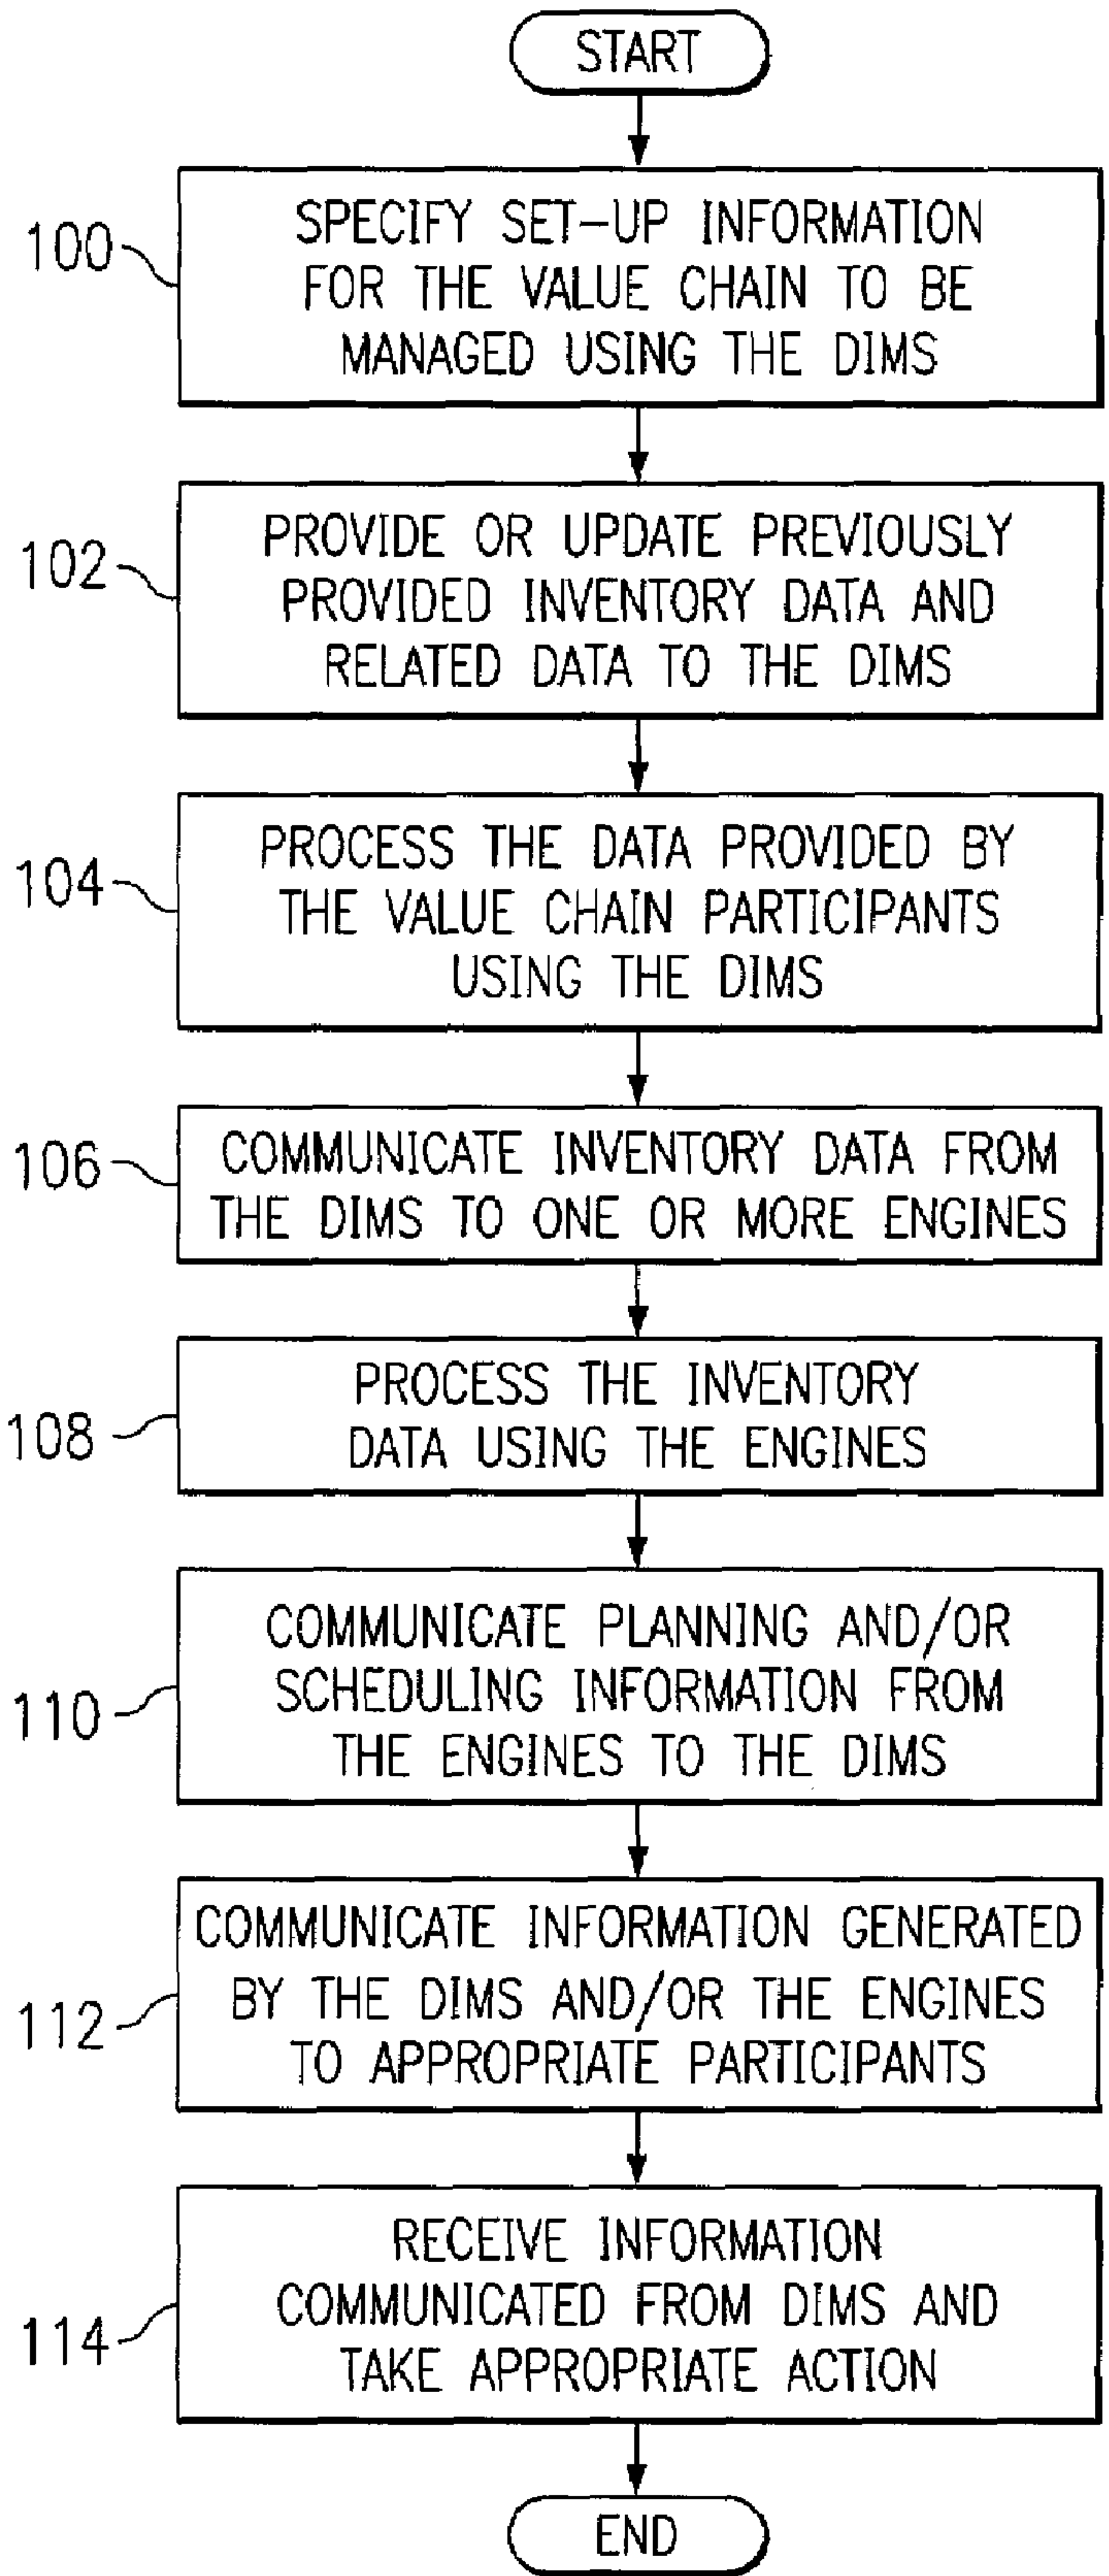 START
100
SPECIFY SET-UP INFORMATION
FOR THE VALUE CHAIN TO BE
MANAGED USING THE DIMS
102
PROVIDE OR UPDATE PREVIOUSLY
PROVIDED INVENTORY DATA AND
RELATED DATA TO THE DIMS
104
PROCESS THE DATA PROVIDED BY
THE VALUE CHAIN PARTICIPANTS
USING THE DIMS
106
COMMUNICATE INVENTORY DATA FROM
THE DIMS TO ONE OR MORE ENGINES
108
PROCESS THE INVENTORY
DATA USING THE ENGINES
110
COMMUNICATE PLANNING AND/OR
SCHEDULING INFORMATION FROM
THE ENGINES TO THE DIMS
112
COMMUNICATE INFORMATION GENERATED
BY THE DIMS AND/OR THE ENGINES
TO APPROPRIATE PARTICIPANTS
114
RECEIVE INFORMATION
COMMUNICATED FROM DIMS AND
TAKE APPROPRIATE ACTION
END